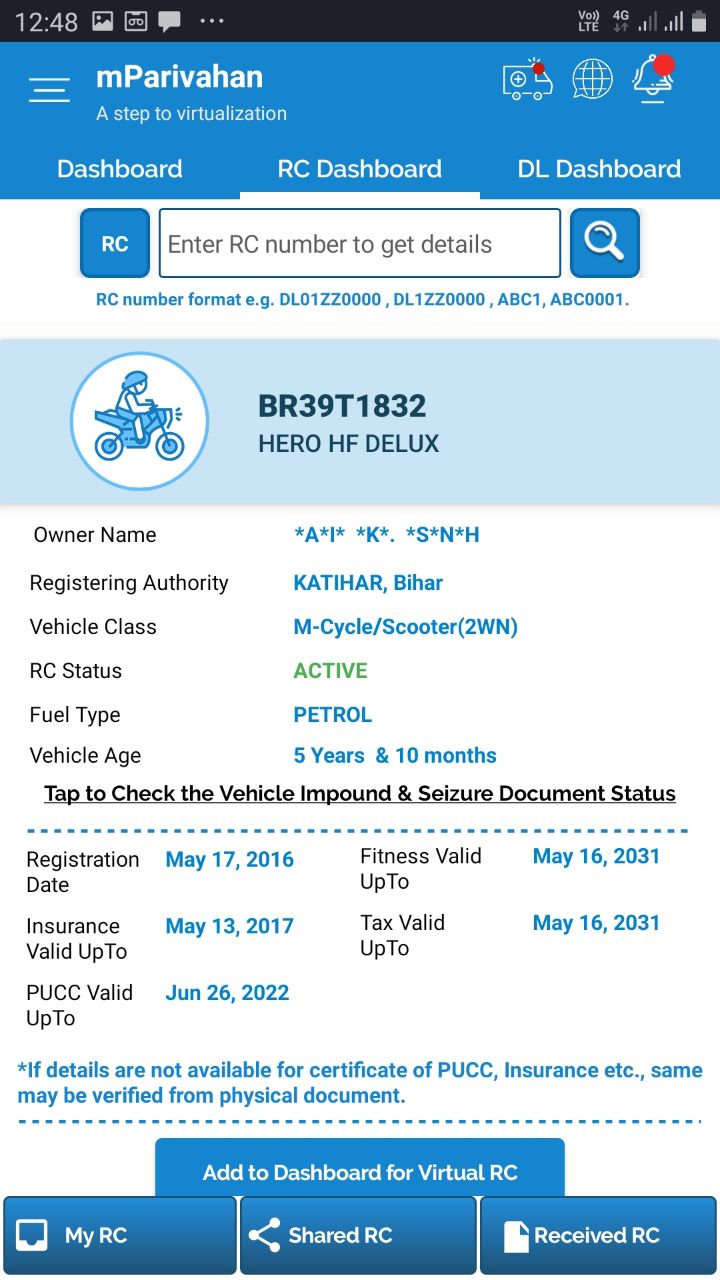 12:48 ... Vo)) LTE 4G
mParivahan
A step to virtualization
Dashboard RC Dashboard DL Dashboard
RC Enter RC number to get details
RC number format e.g. DL01ZZ0000 , DL1ZZ0000 , ABC1, ABC0001.
BR39T1832
HERO HF DELUX
Owner Name *A*I* *K*. *S*N*H
Registering Authority KATIHAR, Bihar
Vehicle Class M-Cycle/Scooter(2WN)
RC Status ACTIVE
Fuel Type PETROL
Vehicle Age 5 Years & 10 months
Tap to Check the Vehicle Impound & Seizure Document Status
Registration Date May 17, 2016 Fitness Valid UpTo May 16, 2031
Insurance Valid UpTo May 13, 2017 Tax Valid UpTo May 16, 2031
PUCC Valid UpTo Jun 26, 2022
*If details are not available for certificate of PUCC, Insurance etc., same
may be verified from physical document.
Add to Dashboard for Virtual RC
My RC Shared RC Received RC